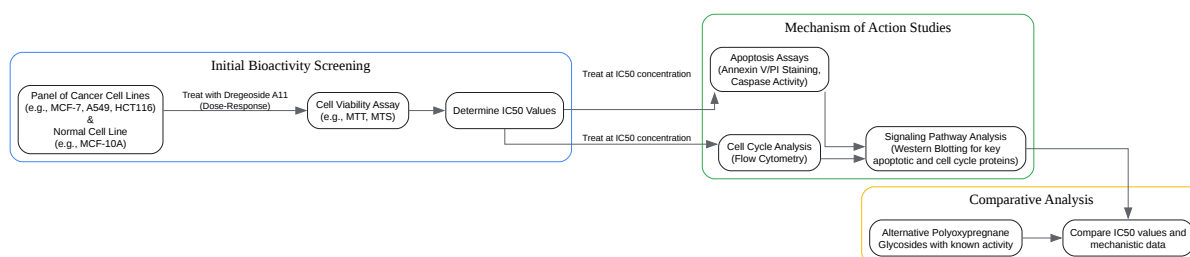 Mechanism of Action Studies
Initial Bioactivity Screening
Panel of Cancer Cell Lines
(e.g., MCF-7, A549, HCT116)
&
Normal Cell Line
(e.g., MCF-10A)
Treat with Dregeoside A11
(Dose-Response)
Cell Viability Assay
(e.g., MTT, MTS)
Determine IC50 Values
Treat at IC50 concentration
Treat at IC50 concentration
Apoptosis Assays
(Annexin V/PI Staining,
Caspase Activity)
Cell Cycle Analysis
(Flow Cytometry)
Signaling Pathway Analysis
(Western Blotting for key
apoptotic and cell cycle proteins)
Comparative Analysis
Alternative Polyoxypregnane
Glycosides with known activity
Compare IC50 values and
mechanistic data